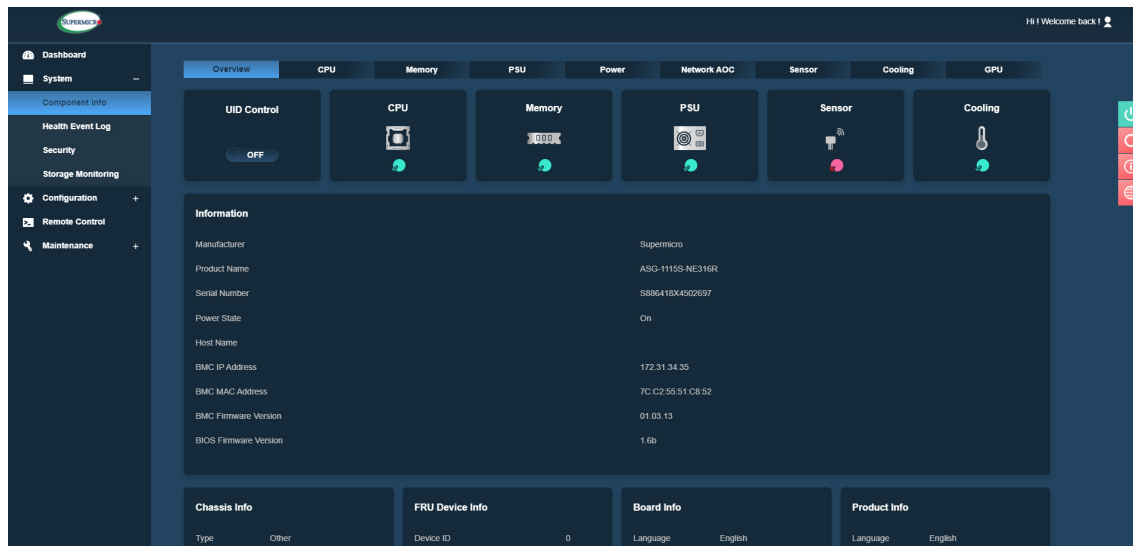 SUPERMICR
Hi ! Welcome back !
Dashboard
System −
Component Info
Health Event Log
Security
Storage Monitoring
Configuration +
Remote Control
Maintenance +
Overview CPU Memory PSU Power Network AOC Sensor Cooling GPU
UID Control CPU Memory PSU Sensor Cooling
OFF
Information
Manufacturer Supermicro
Product Name ASG-1115S-NE316R
Serial Number S886418X4502697
Power State On
Host Name
BMC IP Address 172.31.34.35
BMC MAC Address 7C:C2:55:51:C8:52
BMC Firmware Version 01.03.13
BIOS Firmware Version 1.6b
Chassis Info FRU Device Info Board Info Product Info
Type Other Device ID 0 Language English Language English